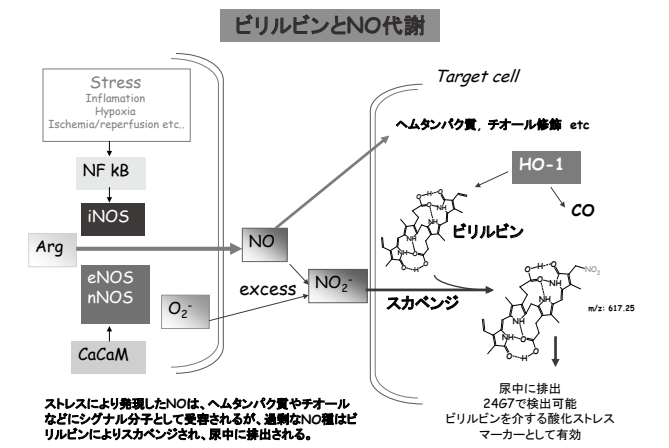 ビリルビンとNO代謝
Stress
Inflamation
Hypoxia
Ischemia/reperfusion etc..
NF kB
iNOS
Arg
eNOS
nNOS
CaCaM
NO
O₂⁻
excess
NO₂⁻
Target cell
ヘムタンパク質, チオール修飾 etc
HO-1
CO
ビリルビン
スカベンジ
NO₂
m/z: 617.25
尿中に排出
24G7で検出可能
ビリルビンを介する酸化ストレス
マーカーとして有効
ストレスにより発現したNOは、ヘムタンパク質やチオール
などにシグナル分子として受容されるが、過剰なNO種はビ
リルビンによりスカベンジされ、尿中に排出される。